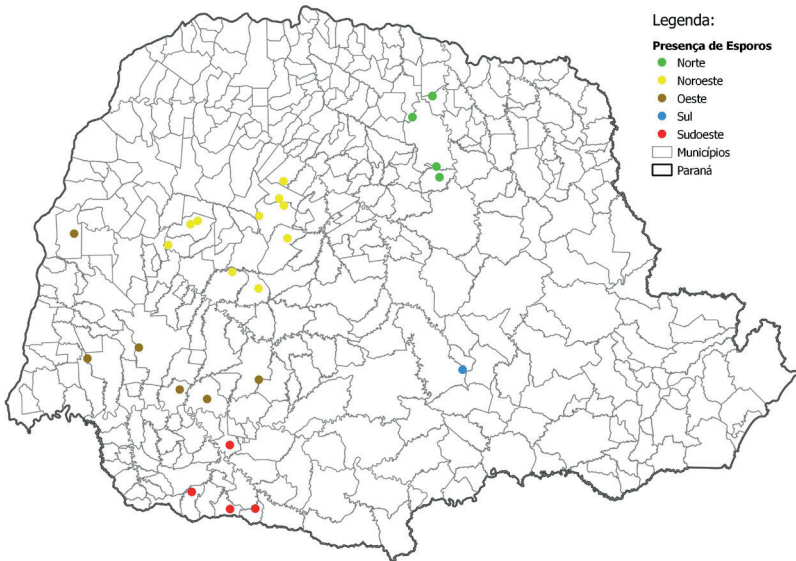 Legenda:
Presença de Esporos
Norte
Noroeste
Oeste
Sul
Sudoeste
Municípios
Paraná